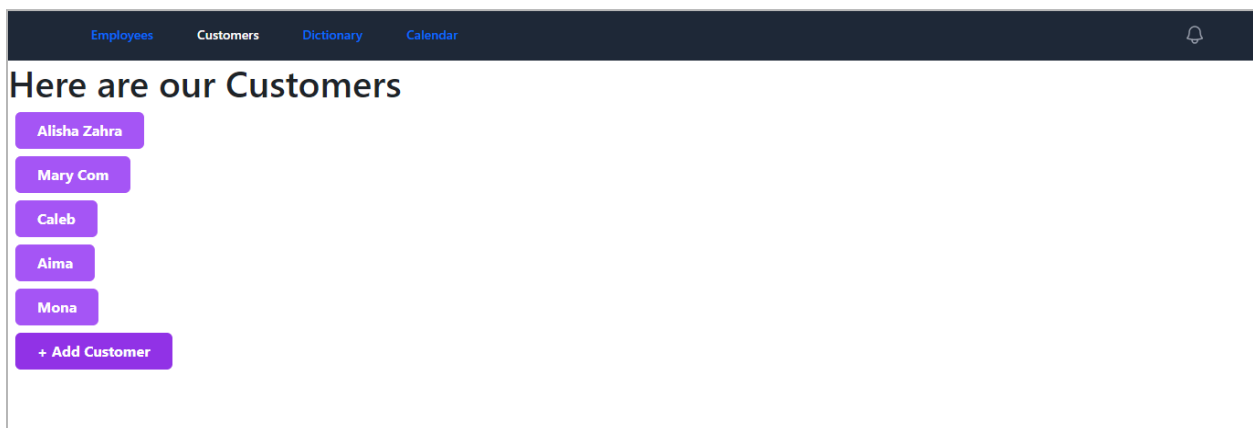 Employees Customers Dictionary Calendar
Here are our Customers
Alisha Zahra
Mary Com
Caleb
Aima
Mona
+ Add Customer